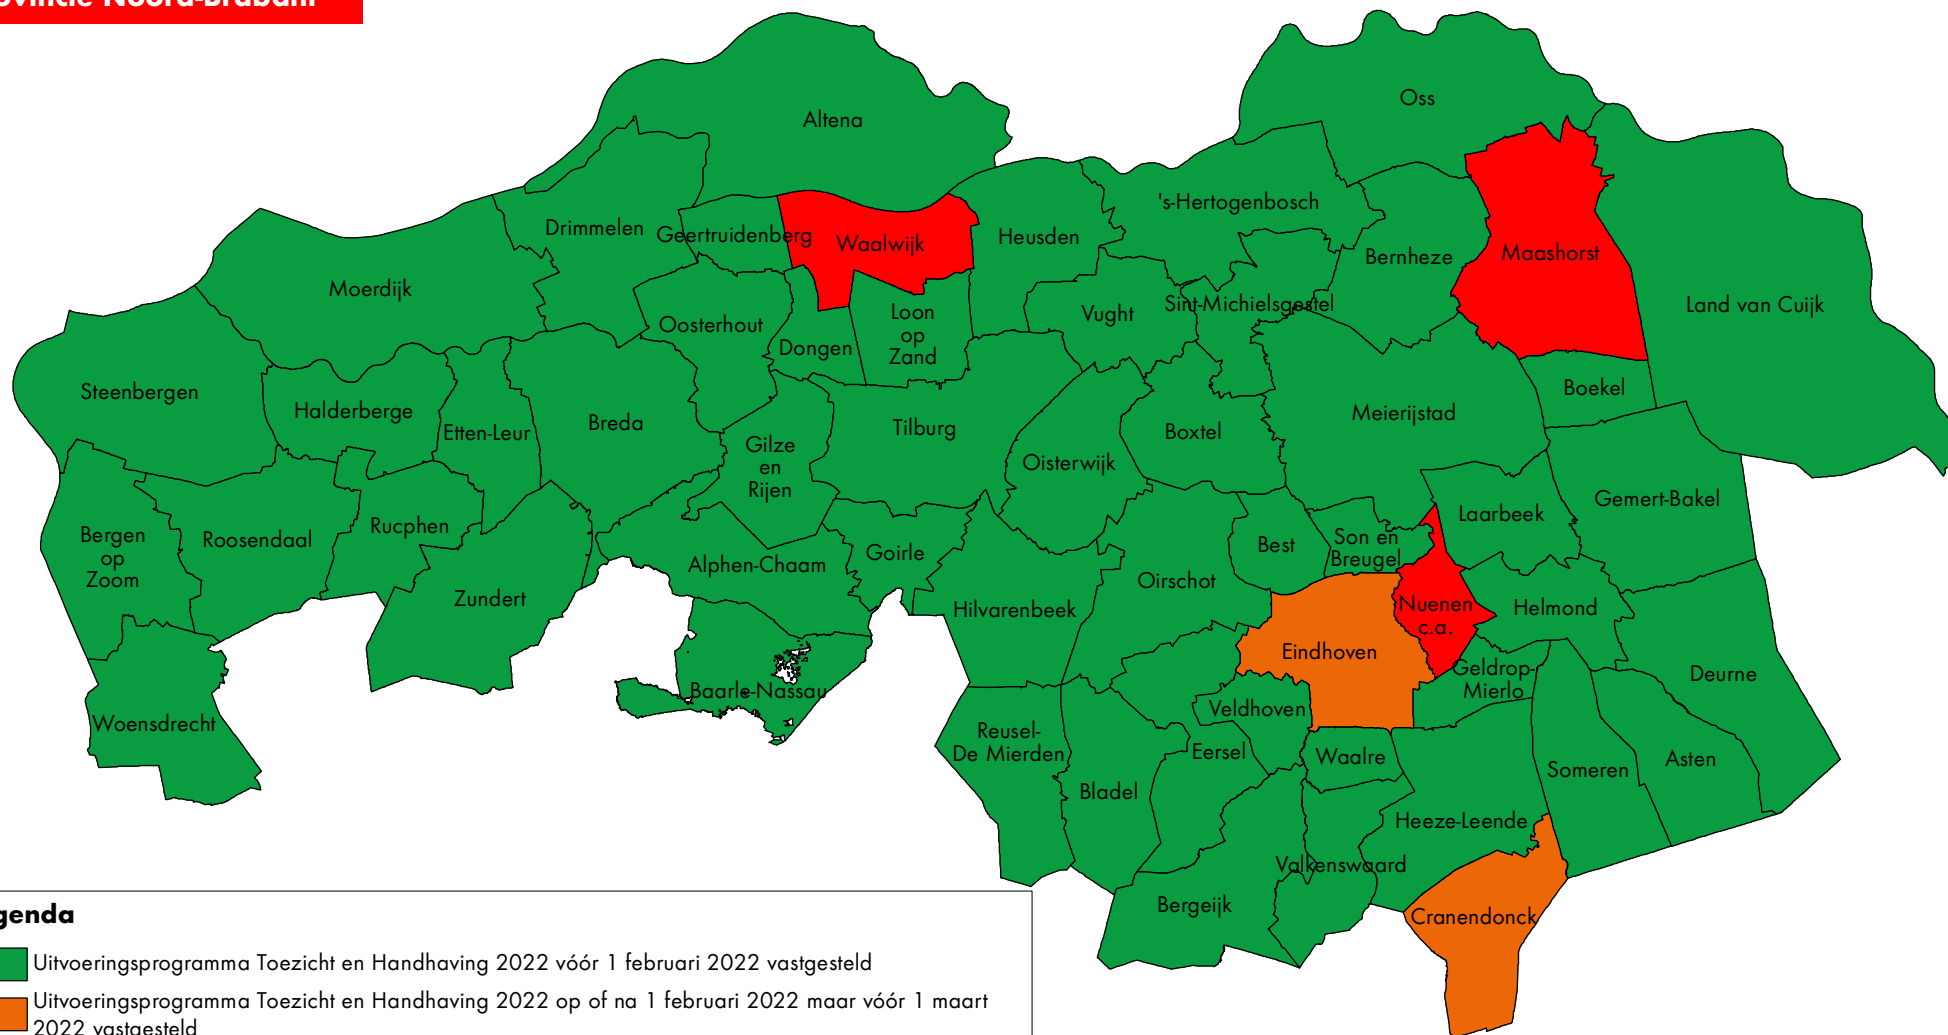 Noord-Brabant
Oss
Altena
's-Hertogenbosch
Drimmelen
Geertruidenberg
Waalwijk
Heusden
Bernheze
Maashorst
Moerdijk
Land van Cuijk
Sint-Michielsgestel
Loon
op
Zand
Vught
Oosterhout
Dongen
Steenbergen
Halderberge
Etten-Leur
Breda
Gilze
en
Rijen
Tilburg
Oisterwijk
Boxtel
Meierijstad
Boekel
Gemert-Bakel
Laarbeek
Bergen
op
Zoom
Roosendaal
Rucphen
Zundert
Alphen-Chaam
Goirle
Hilvarenbeek
Oirschot
Best
Son en
Breugel
Nuenen
c.a.
Helmond
Eindhoven
Geldrop-
Mierlo
Deurne
Woensdrecht
Baarle-Nassau
Reusel-
De Mierden
Bladel
Veldhoven
Eersel
Waalre
Someren
Asten
Heeze-Leende
Valkenswaard
Bergeijk
Cranendonck
Uitvoeringsprogramma Toezicht en Handhaving 2022 vóór 1 februari 2022 vastgesteld
Uitvoeringsprogramma Toezicht en Handhaving 2022 op of na 1 februari 2022 maar vóór 1 maart
2022 vastgesteld